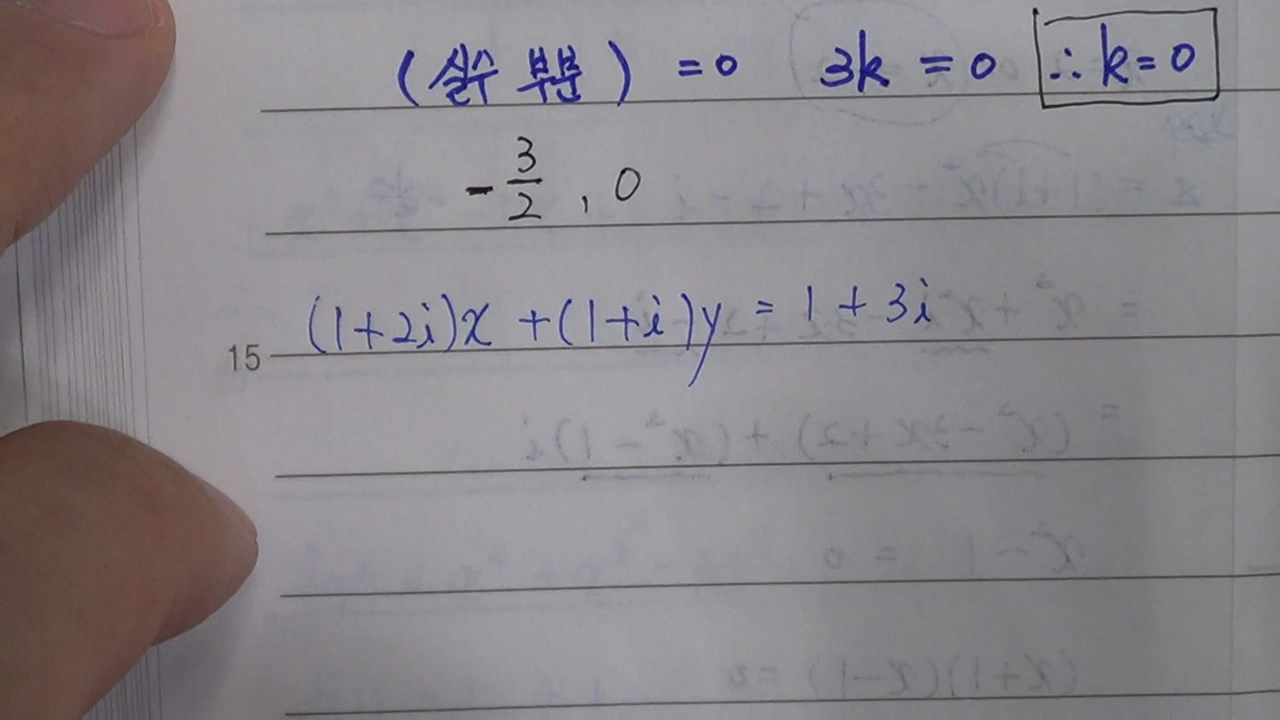 (실수 부분) = 0 3k = 0 ∴ k = 0
-3/2 , 0
15 (1+2i)x + (1+i)y = 1 + 3i